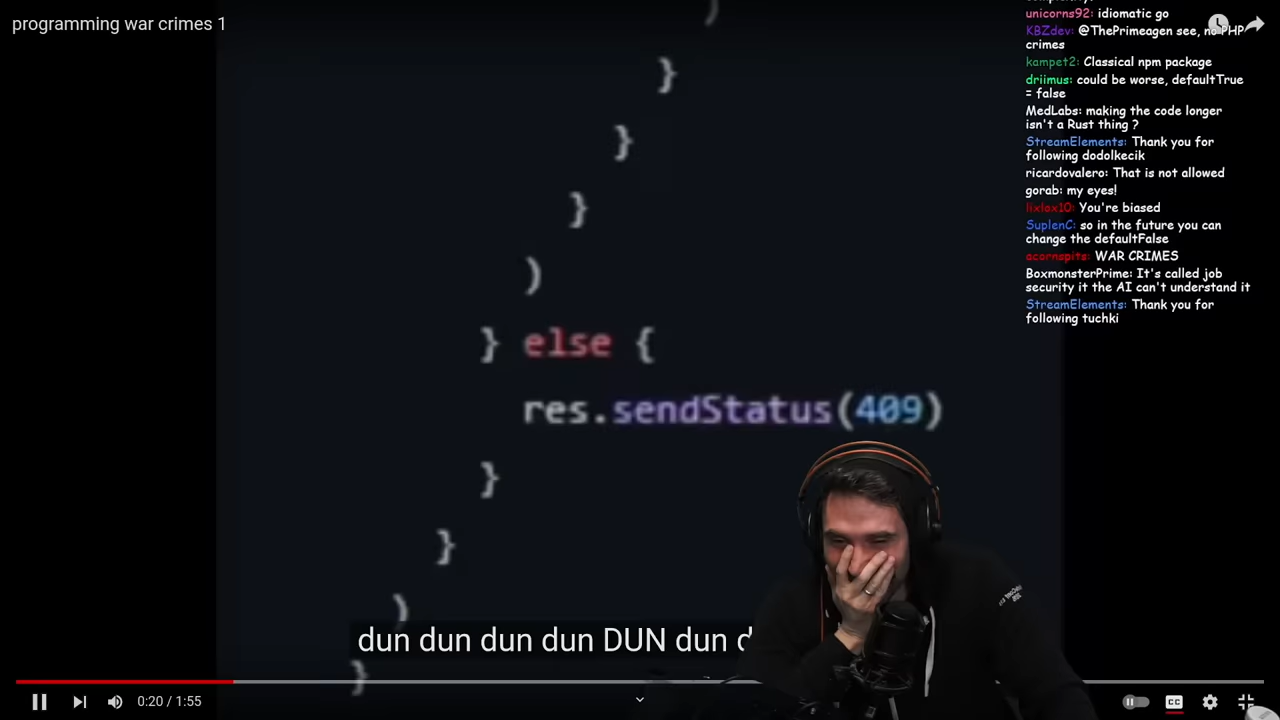 programming war crimes 1
unicorns92: idiomatic go
KBZdev: @ThePrimeagen see, no PHP
crimes
kampet2: Classical npm package
driimus: could be worse, defaultTrue
= false
MedLabs: making the code longer
isn't a Rust thing ?
StreamElements: Thank you for
following dodolkecik
ricardovalero: That is not allowed
gorab: my eyes!
You're biased
SuplenC: so in the future you can
change the defaultFalse
acornspits: WAR CRIMES
BoxmonsterPrime: It's called job
security it the AI can't understand it
StreamElements: Thank you for
following tuchki
)
}
}
}
)
} else {
res.sendStatus(409)
}
}
)
}
dun dun dun dun DUN dun d
0:20 / 1:55
CC